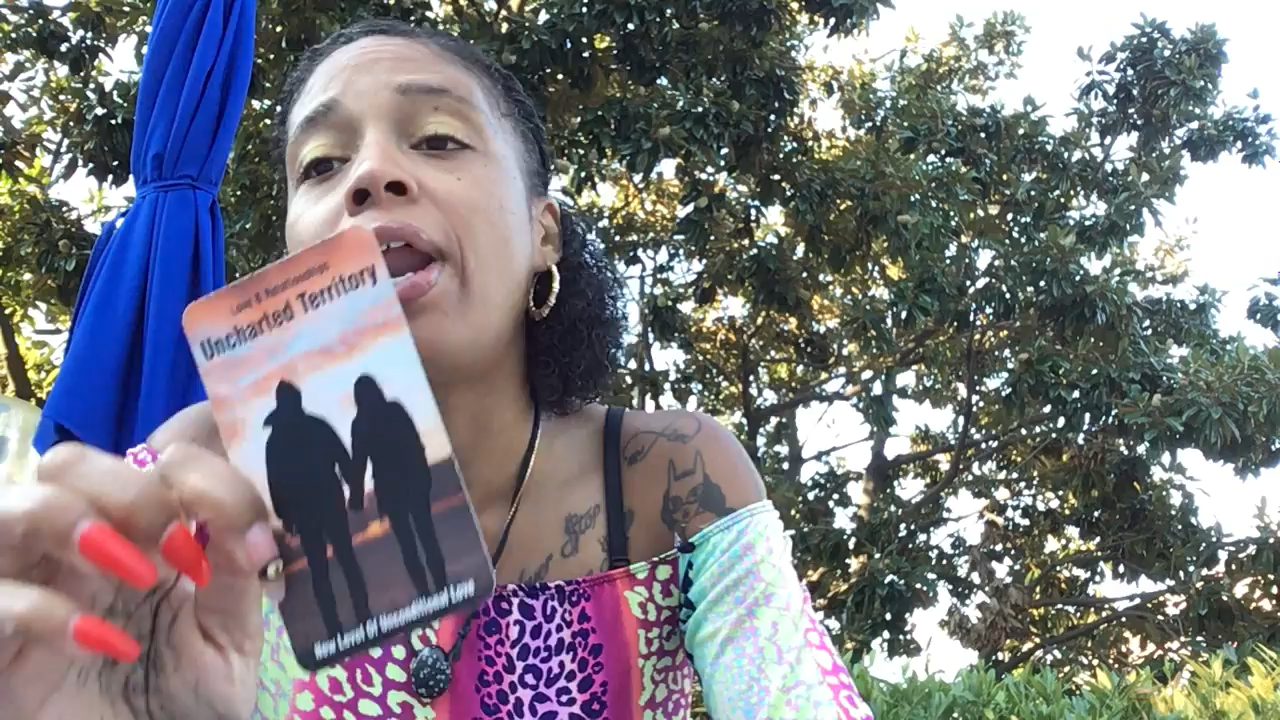 Love & Relationships
Uncharted Territory
New Level Of Unconditional Love